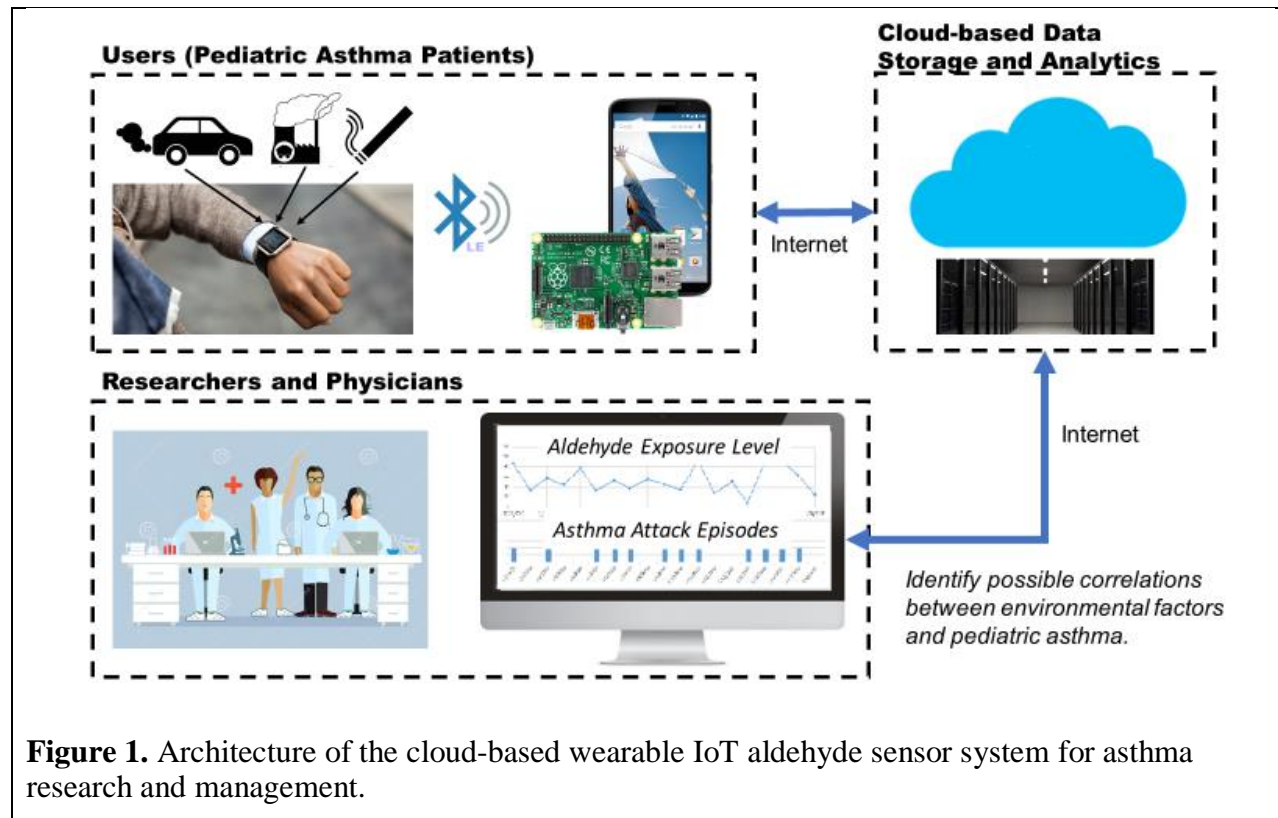 Users (Pediatric Asthma Patients)
Cloud-based Data
Storage and Analytics
LE
Internet
Researchers and Physicians
Aldehyde Exposure Level
Asthma Attack Episodes
Internet
Identify possible correlations
between environmental factors
and pediatric asthma.
Figure 1. Architecture of the cloud-based wearable IoT aldehyde sensor system for asthma
research and management.